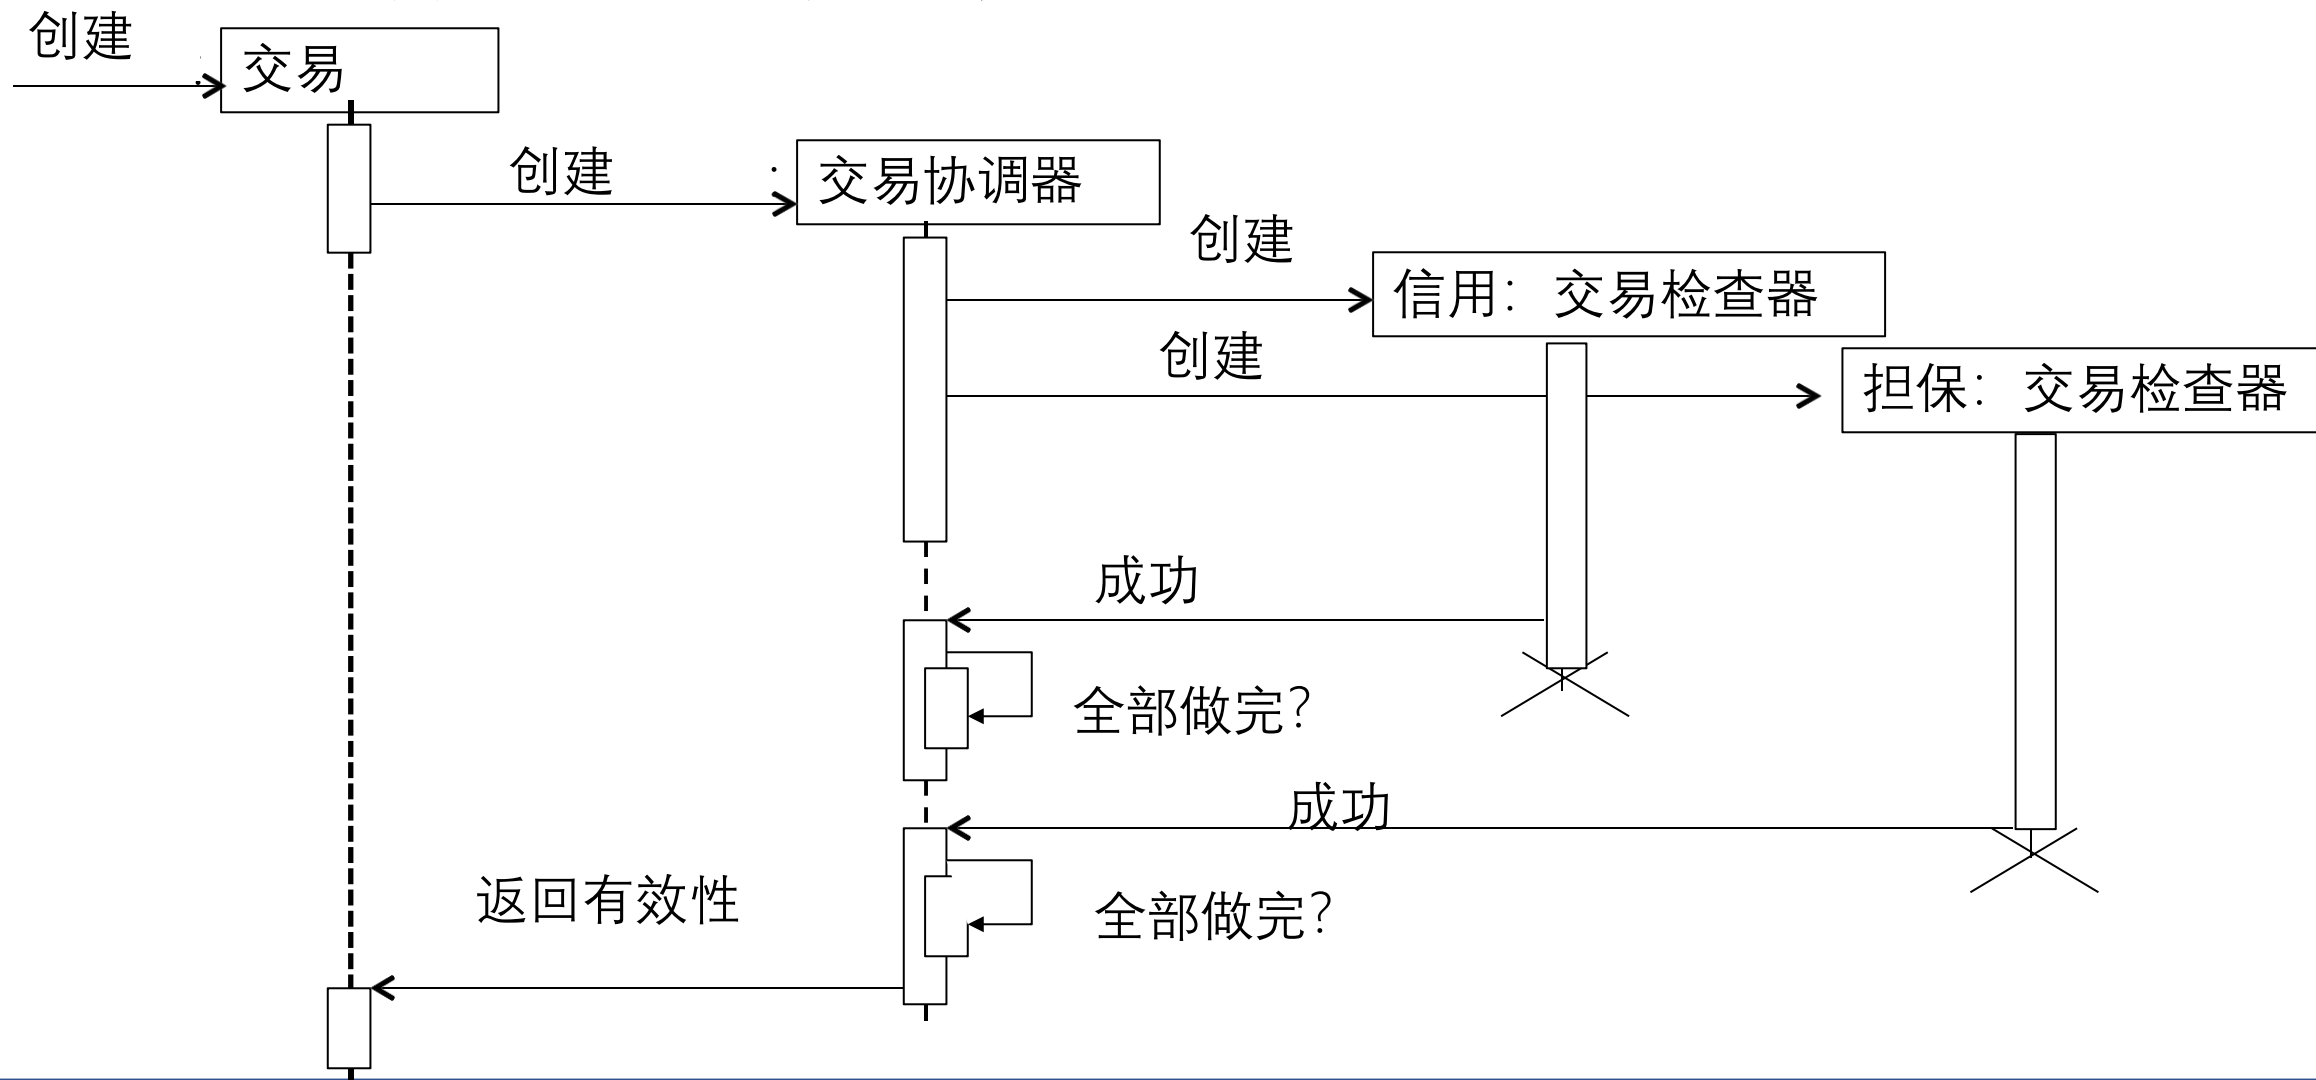 创建
交易
创建
交易协调器
创建
信用：交易检查器
创建
担保：交易检查器
成功
全部做完？
成功
返回有效性
全部做完？